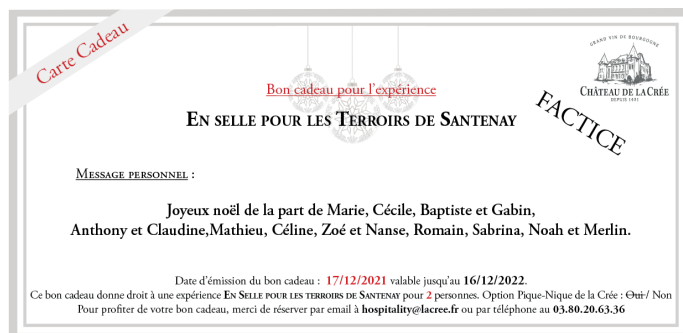 Carte Cadeau
GRAND VIN DE BOURGOGNE
CHÂTEAU DE LA CRÉE
DEPUIS 1431
Bon cadeau pour l'expérience
EN SELLE POUR LES TERROIRS DE SANTENAY
FACTICE
MESSAGE PERSONNEL :
Joyeux noël de la part de Marie, Cécile, Baptiste et Gabin,
Anthony et Claudine,Mathieu, Céline, Zoé et Nanse, Romain, Sabrina, Noah et Merlin.
Date d'émission du bon cadeau : 17/12/2021 valable jusqu'au 16/12/2022.
Ce bon cadeau donne droit à une expérience EN SELLE POUR LES TERROIRS DE SANTENAY pour 2 personnes. Option Pique-Nique de la Crée : Oui / Non
Pour profiter de votre bon cadeau, merci de réserver par email à hospitality@lacree.fr ou par téléphone au 03.80.20.63.36